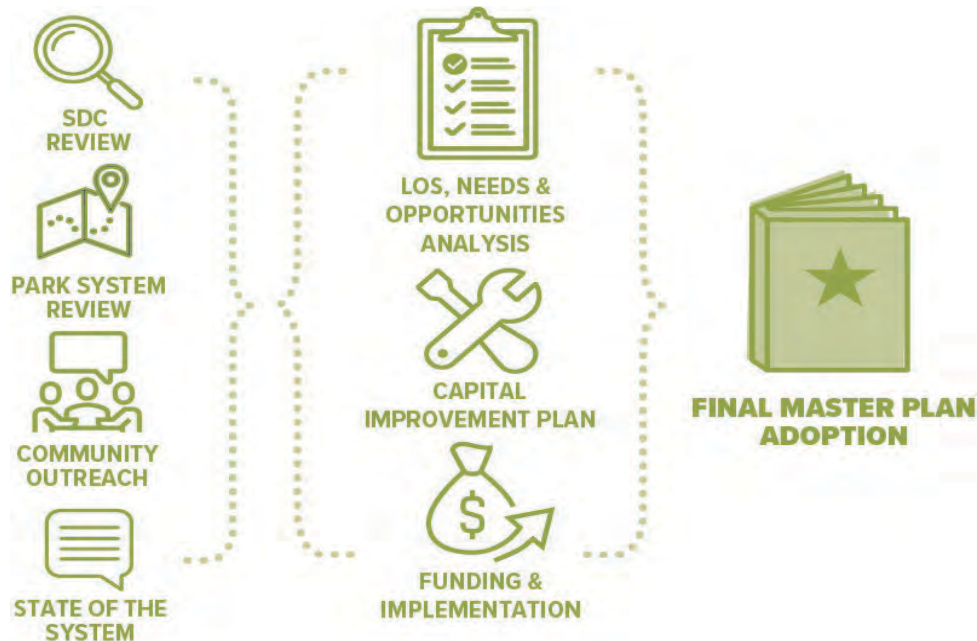 SDC
REVIEW
PARK SYSTEM
REVIEW
COMMUNITY
OUTREACH
STATE OF THE
SYSTEM
LOS, NEEDS &
OPPORTUNITIES
ANALYSIS
CAPITAL
IMPROVEMENT PLAN
$
FUNDING &
IMPLEMENTATION
FINAL MASTER PLAN
ADOPTION